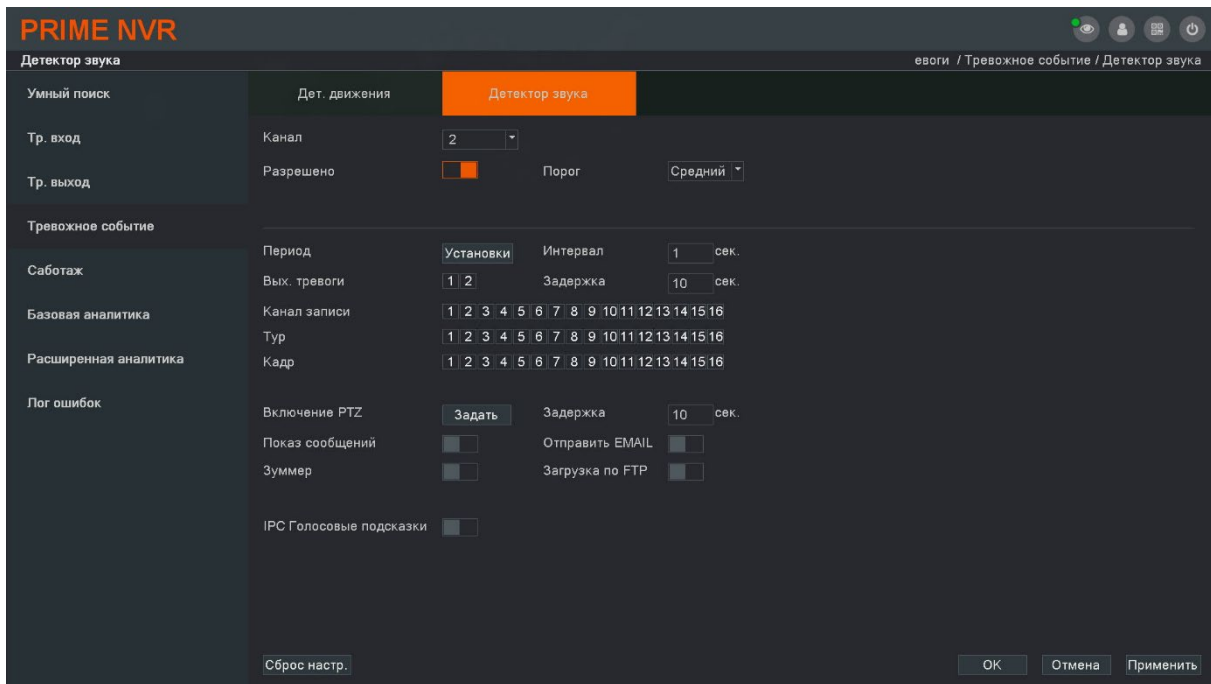 PRIME NVR
Детектор звука
евоги / Тревожное событие / Детектор звука
Умный поиск
Тр. вход
Тр. выход
Тревожное событие
Саботаж
Базовая аналитика
Расширенная аналитика
Лог ошибок
Дет. движения Детектор звука
Канал 2
Разрешено Порог Средний
Период Установки Интервал 1 сек.
Вых. тревоги 1 2 Задержка 10 сек.
Канал записи 1 2 3 4 5 6 7 8 9 10 11 12 13 14 15 16
Тур 1 2 3 4 5 6 7 8 9 10 11 12 13 14 15 16
Кадр 1 2 3 4 5 6 7 8 9 10 11 12 13 14 15 16
Включение PTZ Задать Задержка 10 сек.
Показ сообщений Отправить EMAIL
Зуммер Загрузка по FTP
IPC Голосовые подсказки
Сброс настр. OK Отмена Применить